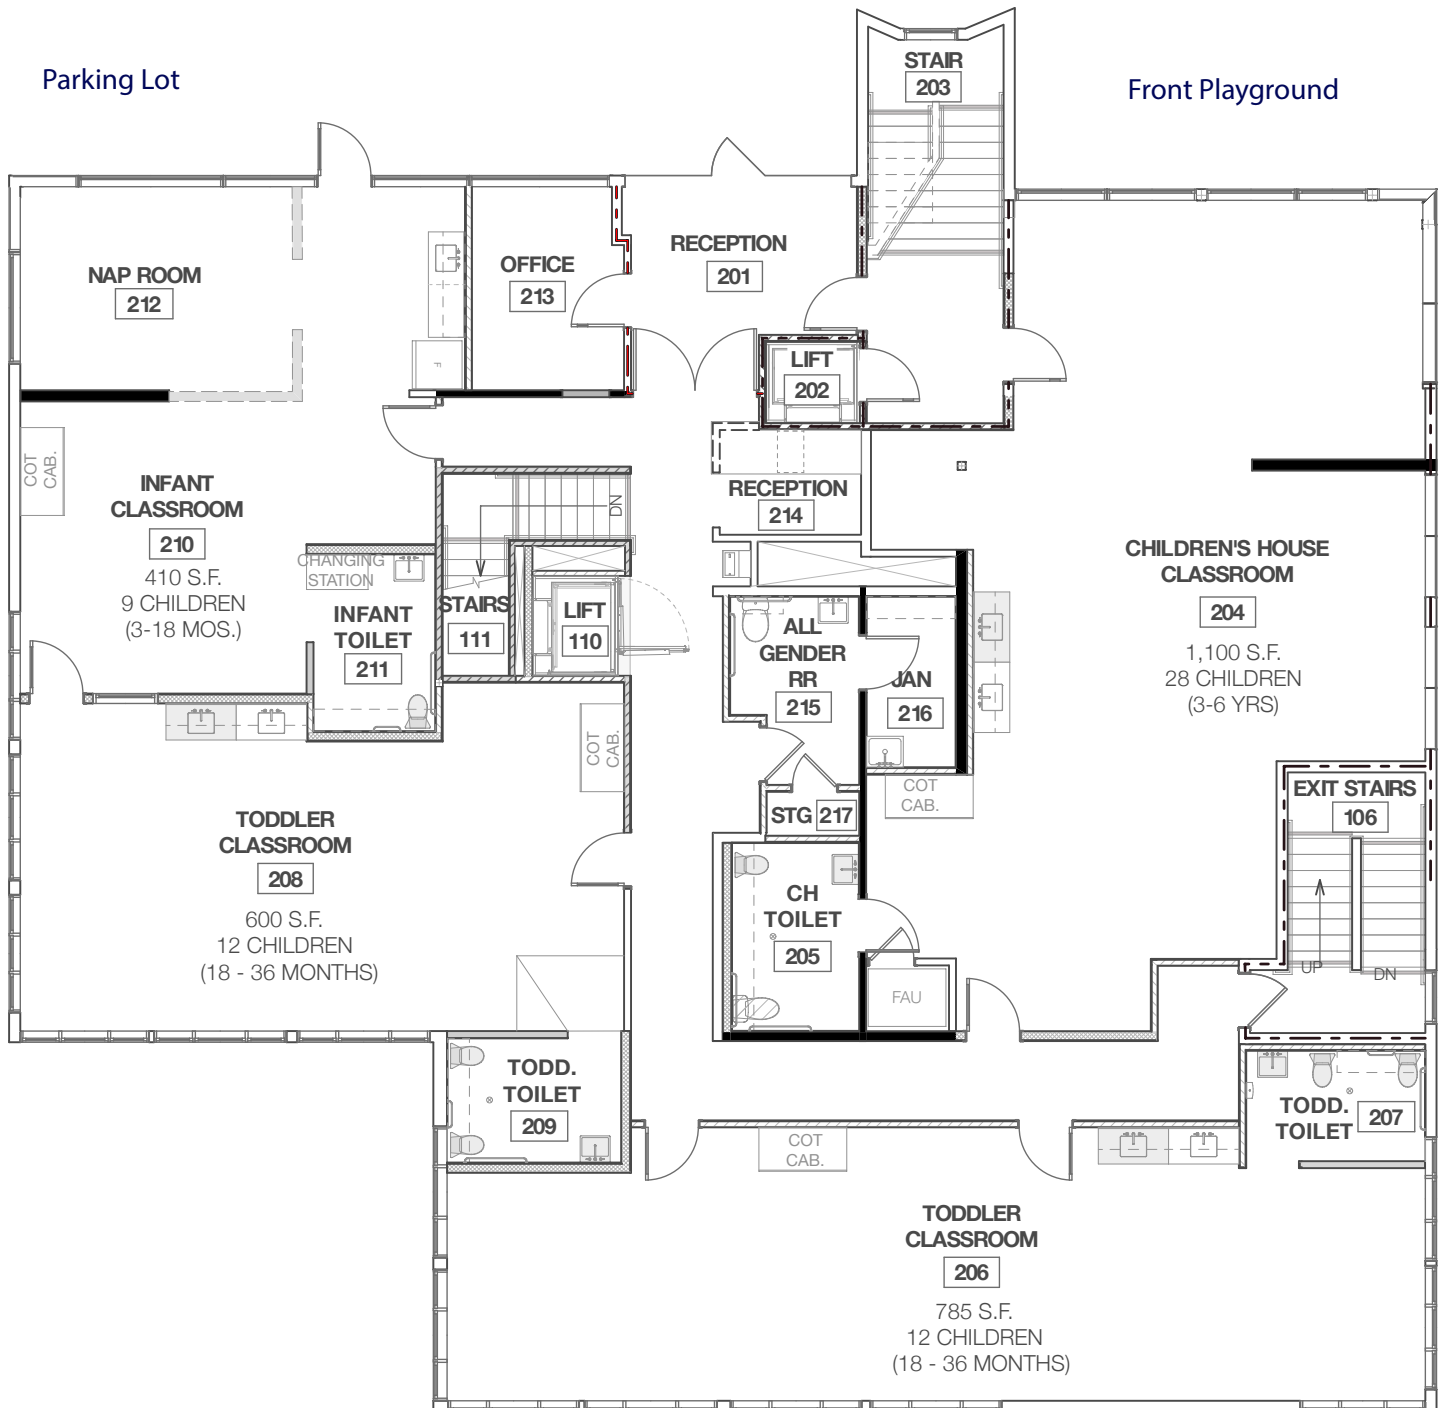 Parking Lot
Front Playground
STAIR
203
RECEPTION
201
OFFICE
213
NAP ROOM
212
F
LIFT
202
COT
CAB.
INFANT
CLASSROOM
210
410 S.F.
9 CHILDREN
(3-18 MOS.)
CHANGING
STATION
INFANT
TOILET
211
DN
STAIRS
111
LIFT
110
RECEPTION
214
ALL
GENDER
RR
215
JAN
216
CHILDREN'S HOUSE
CLASSROOM
204
1,100 S.F.
28 CHILDREN
(3-6 YRS)
COT
CAB.
STG 217
COT
CAB.
EXIT STAIRS
106
UP
DN
TODDLER
CLASSROOM
208
600 S.F.
12 CHILDREN
(18 - 36 MONTHS)
CH
TOILET
205
FAU
TODD.
TOILET
209
COT
CAB.
TODD.
TOILET
207
TODDLER
CLASSROOM
206
785 S.F.
12 CHILDREN
(18 - 36 MONTHS)